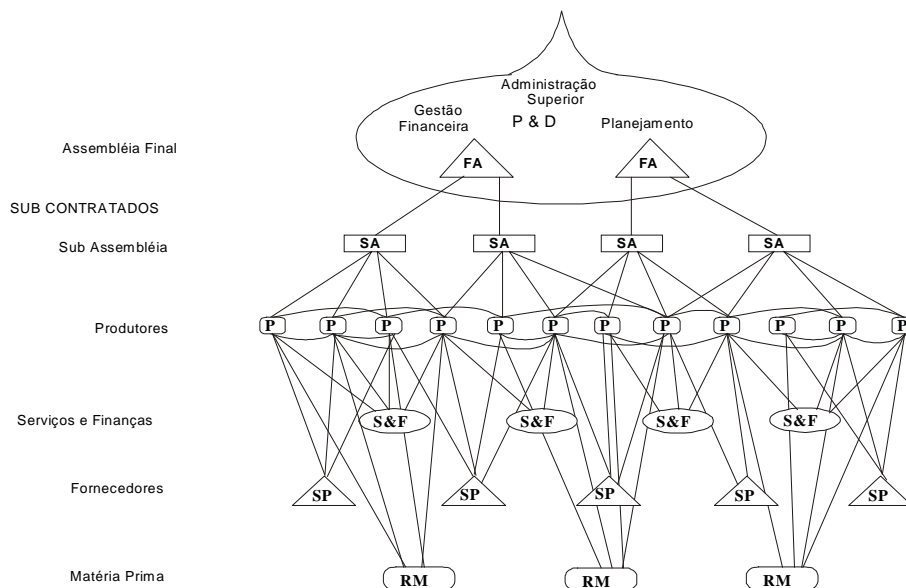 Administração
Superior
Gestão
Financeira
P & D
Planejamento
Assembléia Final
FA
FA
SUB CONTRATADOS
Sub Assembléia
SA
SA
SA
SA
Produtores
P
P
P
P
P
P
P
P
P
P
P
P
Serviços e Finanças
S&F
S&F
S&F
S&F
Fornecedores
SP
SP
SP
SP
SP
Matéria Prima
RM
RM
RM